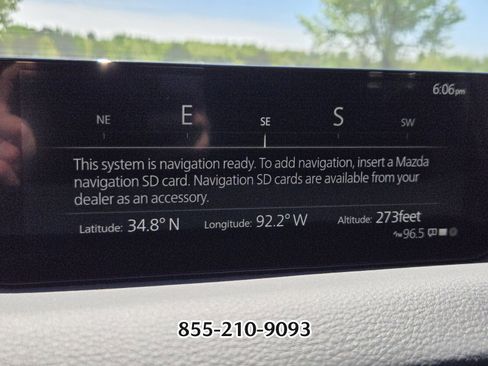 6:06pm
NE E SE S SW
This system is navigation ready. To add navigation, insert a Mazda
navigation SD card. Navigation SD cards are available from your
dealer as an accessory.
Latitude: 34.8° N Longitude: 92.2° W Altitude: 273feet
96.5
855-210-9093